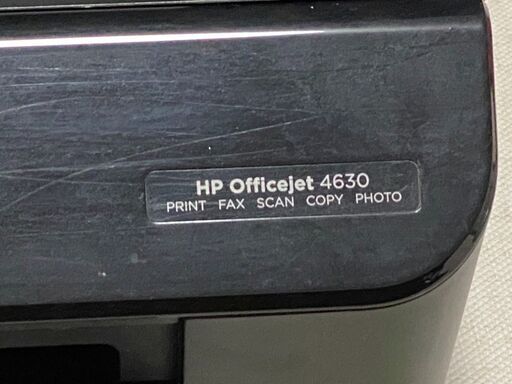 HP Officejet 4630
PRINT FAX SCAN COPY PHOTO